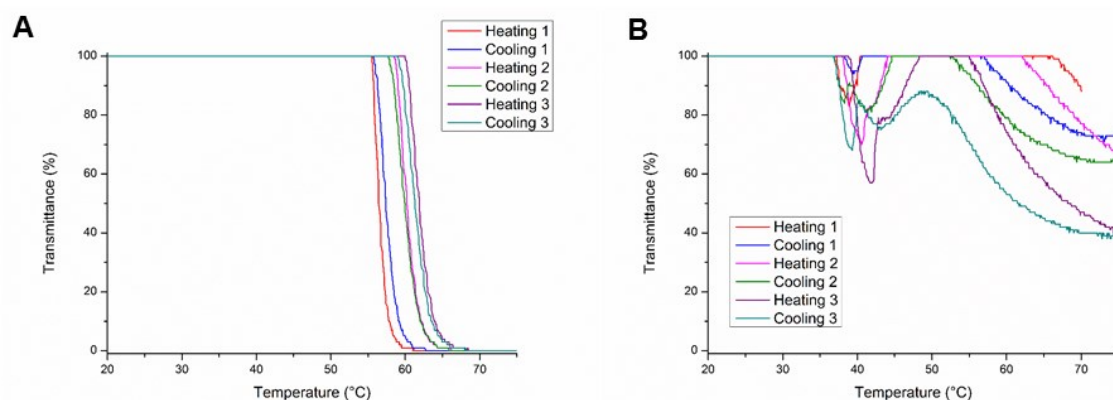 A
Transmittance (%)
100
80
60
40
20
0
20 30 40 50 60 70
Temperature (°C)
Heating 1
Cooling 1
Heating 2
Cooling 2
Heating 3
Cooling 3
B
Transmittance (%)
100
80
60
40
20
0
20 30 40 50 60 70
Temperature (°C)
Heating 1
Cooling 1
Heating 2
Cooling 2
Heating 3
Cooling 3